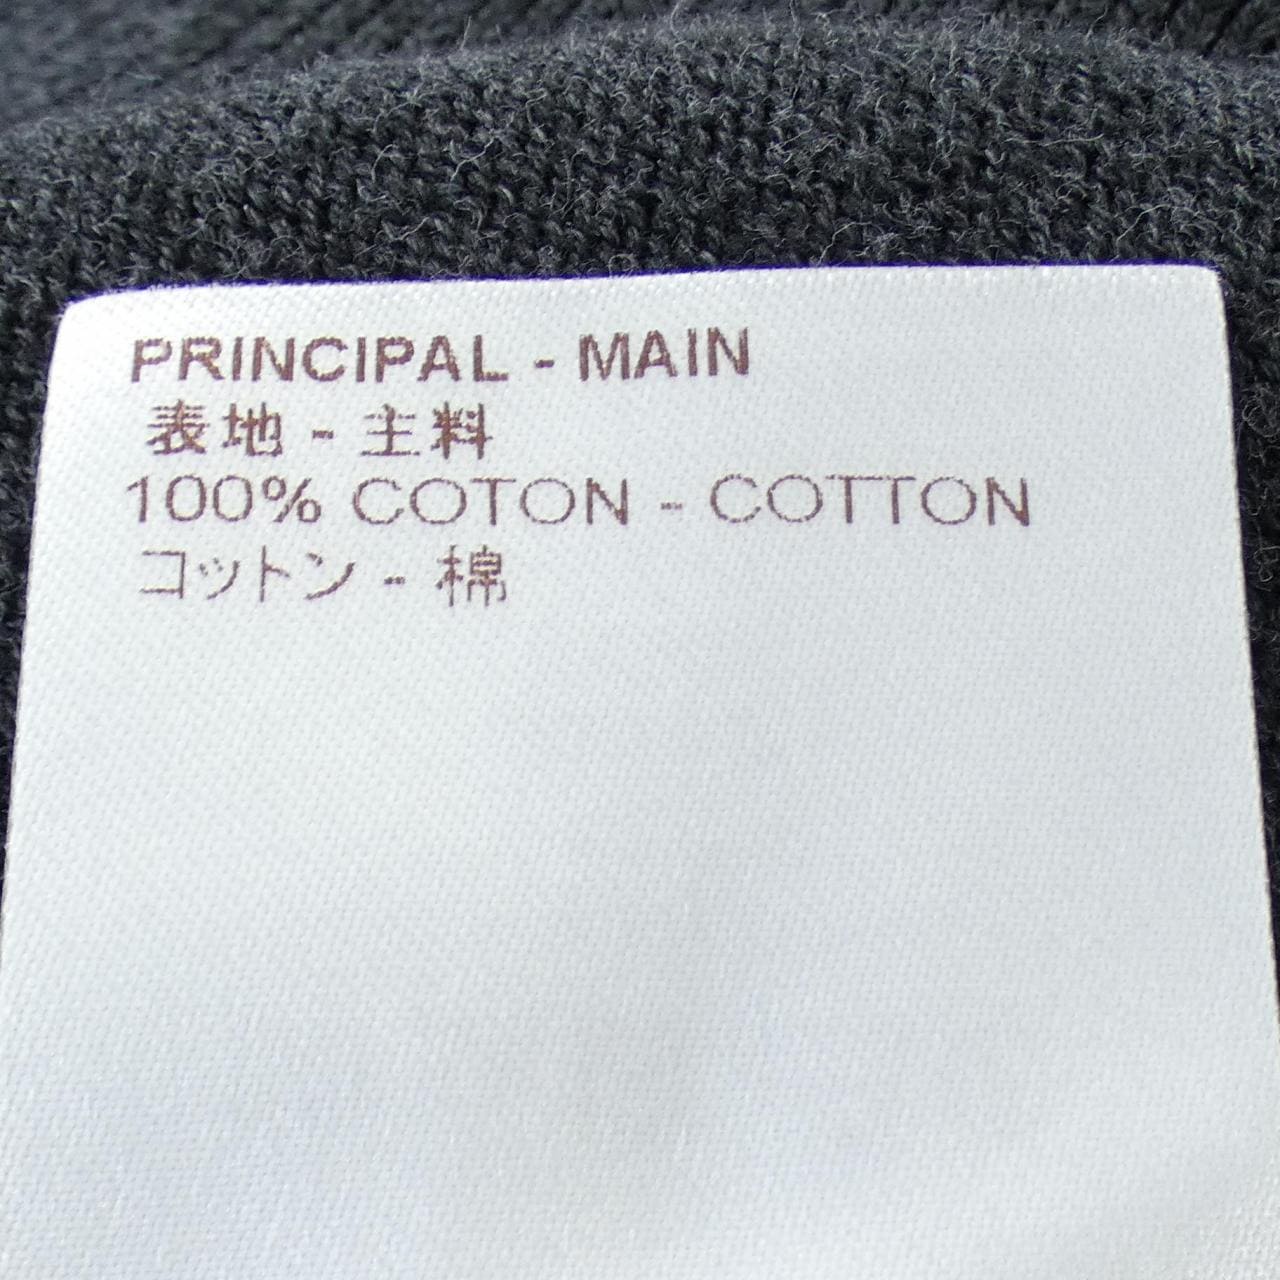 PRINCIPAL - MAIN
表地 - 主料
100% COTON - COTTON
コットン - 棉